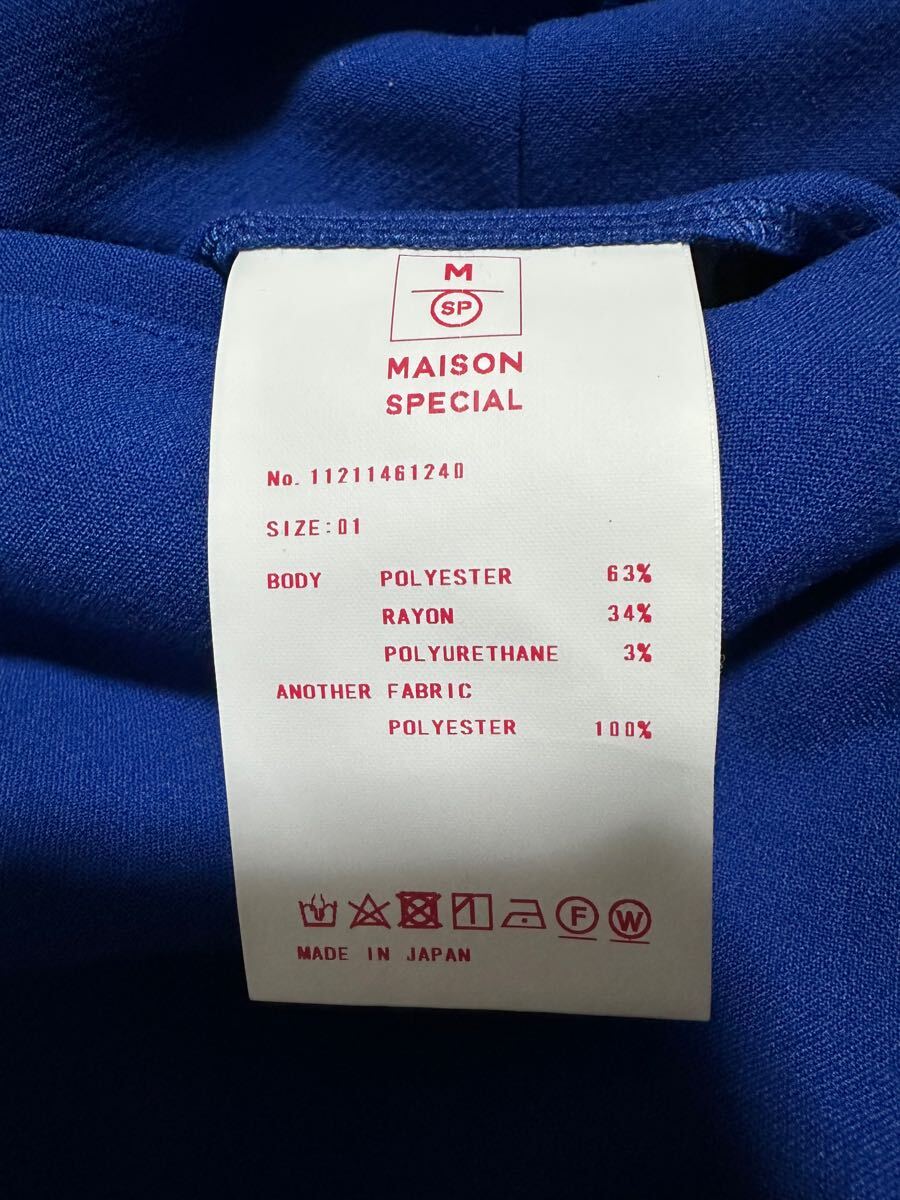 M
SP
MAISON
SPECIAL
No. 11211461240
SIZE:01
BODY POLYESTER 63%
RAYON 34%
POLYURETHANE 3%
ANOTHER FABRIC
POLYESTER 100%
F W
MADE IN JAPAN